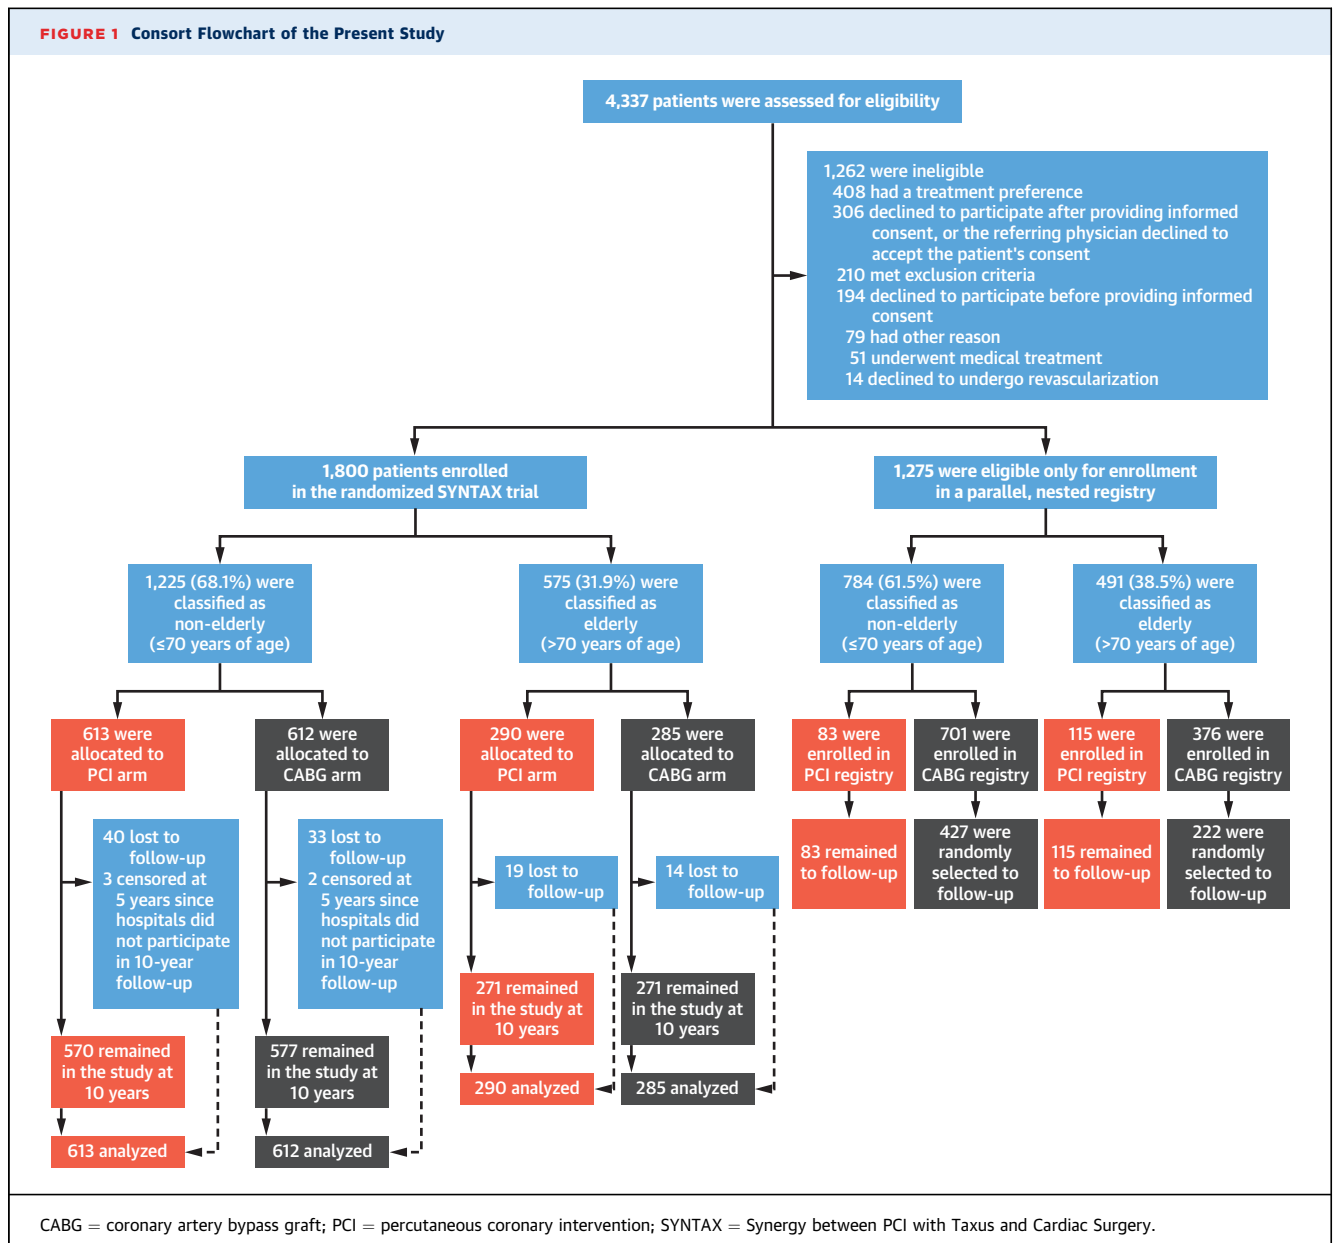 FIGURE 1 Consort Flowchart of the Present Study
4,337 patients were assessed for eligibility
1,262 were ineligible
408 had a treatment preference
306 declined to participate after providing informed
consent, or the referring physician declined to
accept the patient's consent
210 met exclusion criteria
194 declined to participate before providing informed
consent
79 had other reason
51 underwent medical treatment
14 declined to undergo revascularization
1,800 patients enrolled
in the randomized SYNTAX trial
1,275 were eligible only for enrollment
in a parallel, nested registry
1,225 (68.1%) were
classified as
non-elderly
(≤70 years of age)
575 (31.9%) were
classified as
elderly
(>70 years of age)
784 (61.5%) were
classified as
non-elderly
(≤70 years of age)
491 (38.5%) were
classified as
elderly
(>70 years of age)
613 were
allocated to
PCI arm
612 were
allocated to
CABG arm
290 were
allocated to
PCI arm
285 were
allocated to
CABG arm
83 were
enrolled in
PCI registry
701 were
enrolled in
CABG registry
115 were
enrolled in
PCI registry
376 were
enrolled in
CABG registry
40 lost to
follow-up
3 censored at
5 years since
hospitals did
not participate
in 10-year
follow-up
33 lost to
follow-up
2 censored at
5 years since
hospitals did
not participate
in 10-year
follow-up
19 lost to
follow-up
14 lost to
follow-up
83 remained
to follow-up
427 were
randomly
selected to
follow-up
115 remained
to follow-up
222 were
randomly
selected to
follow-up
271 remained
in the study at
10 years
271 remained
in the study at
10 years
570 remained
in the study at
10 years
577 remained
in the study at
10 years
290 analyzed
285 analyzed
613 analyzed
612 analyzed
CABG = coronary artery bypass graft; PCI = percutaneous coronary intervention; SYNTAX = Synergy between PCI with Taxus and Cardiac Surgery.